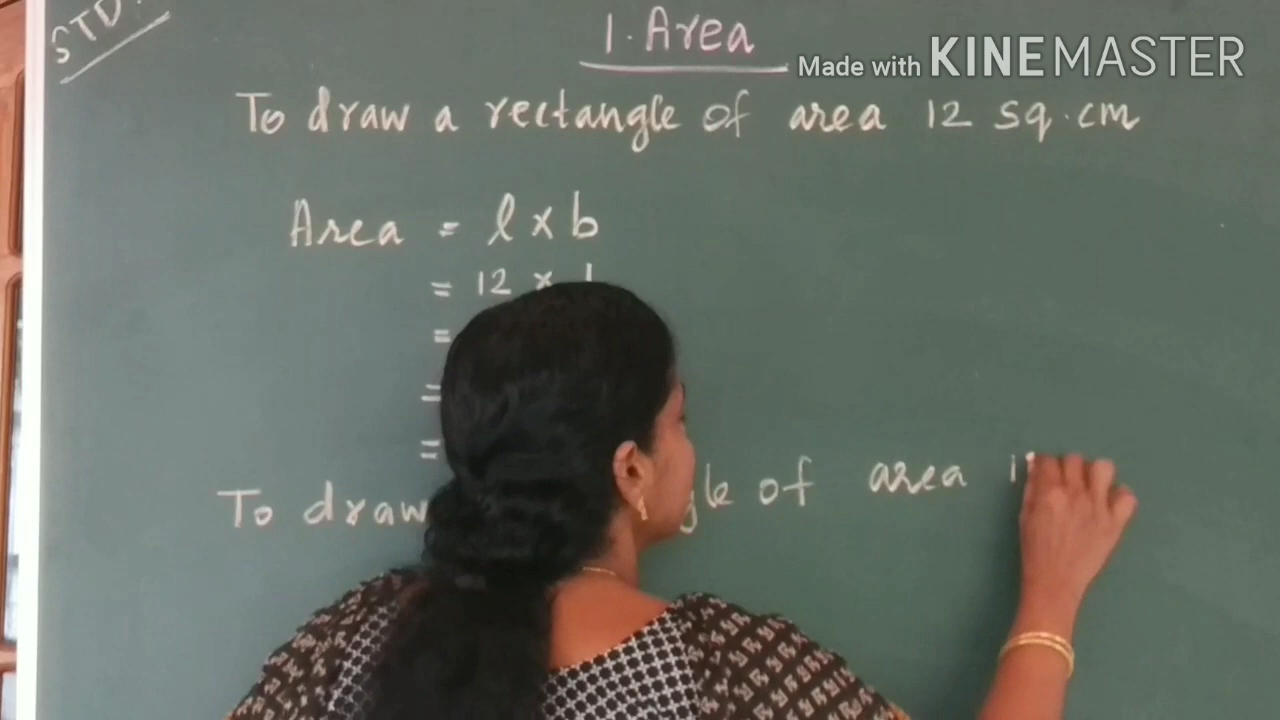 STD
1. Area
Made with KINEMASTER
To draw a rectangle of area 12 sq.cm
Area = l × b
= 12 ×
=
=
=
To draw of area